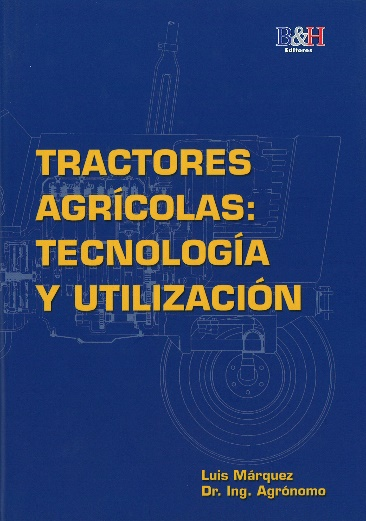 B&H
Editores
TRACTORES
AGRÍCOLAS:
TECNOLOGÍA
Y UTILIZACIÓN
Luis Márquez
Dr. Ing. Agrónomo